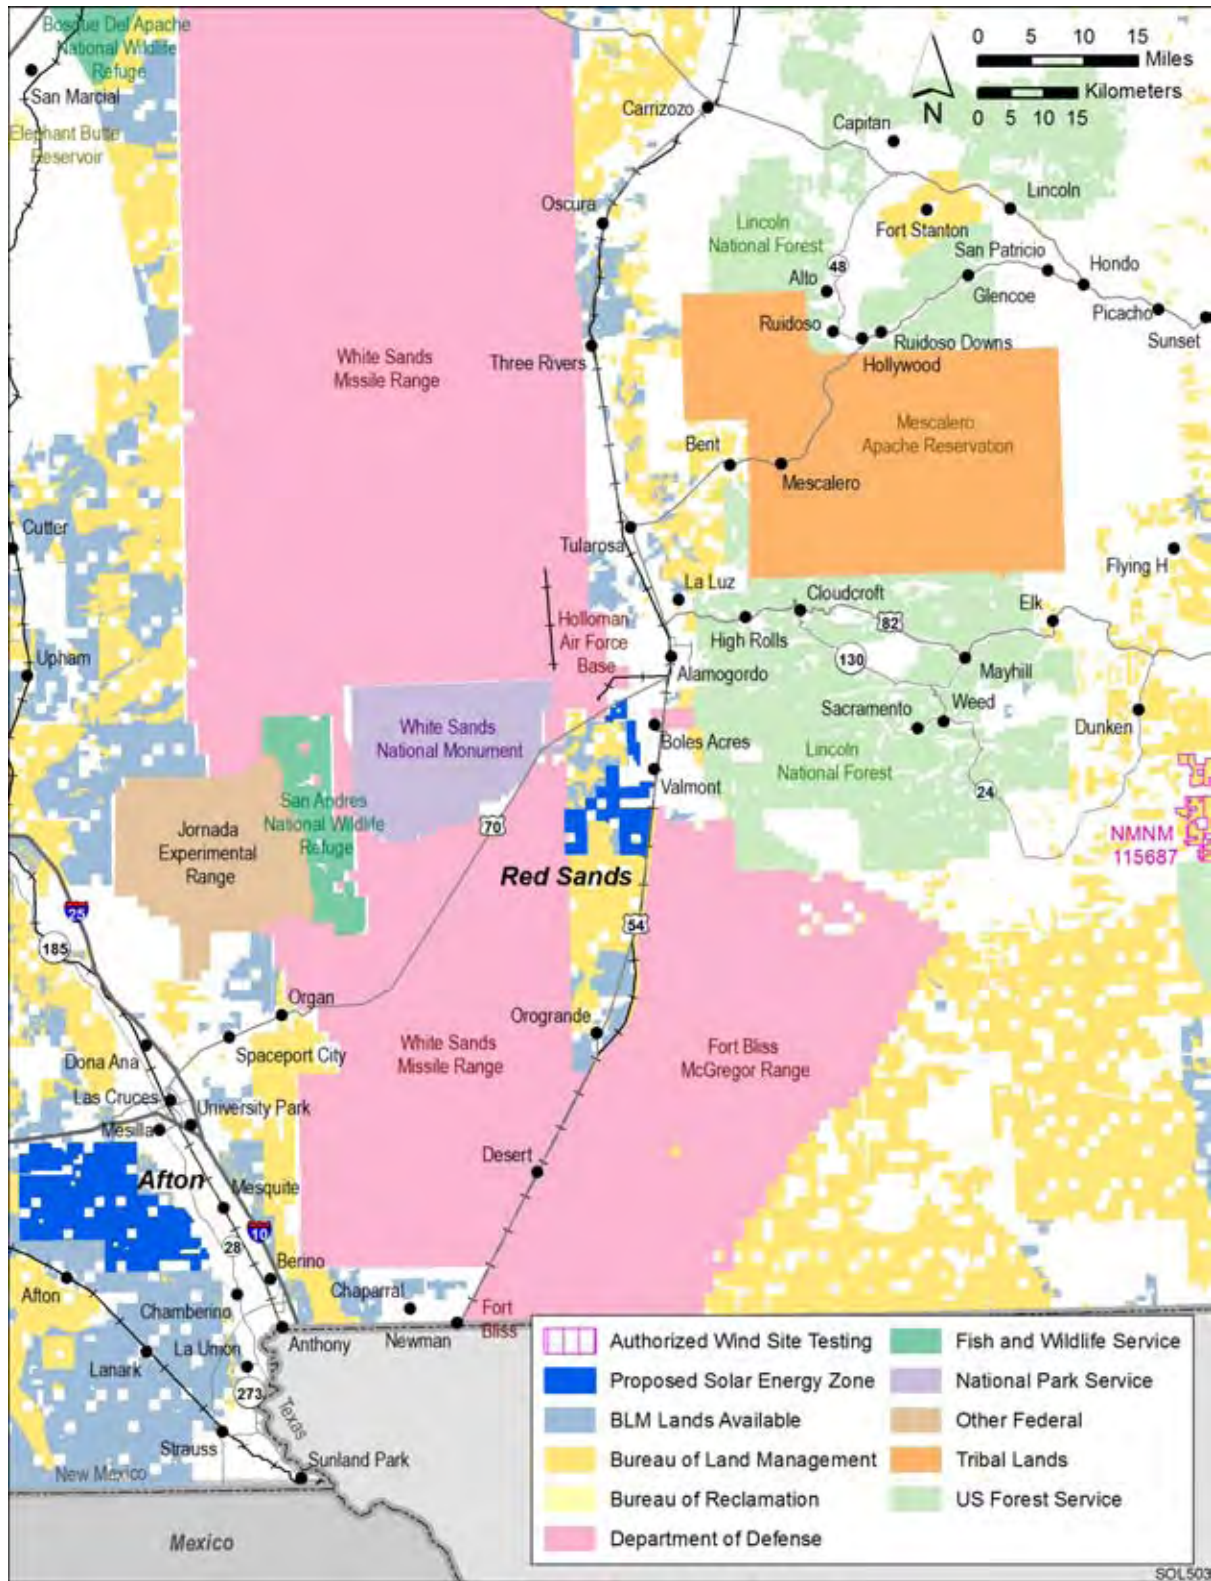 Bosque Del Apache
National Wildlife
Refuge
San Marcial
Elephant Butte
Reservoir
0 5 10 15
Miles
Kilometers
0 5 10 15
N
Carrizozo
Capitan
Oscura
Lincoln
Lincoln
National Forest
Fort Stanton
San Patricio
Hondo
48
Alto
Glencoe
Picacho
Ruidoso
Ruidoso Downs
Sunset
Three Rivers
Hollywood
White Sands
Missile Range
Mescalero
Apache Reservation
Bent
Mescalero
Cutter
Tularosa
Flying H
La Luz
Cloudcroft
Elk
Holloman
Air Force
Base
High Rolls
82
130
Mayhill
Upham
Alamogordo
White Sands
National Monument
Sacramento
Weed
Dunken
Boles Acres
Lincoln
National Forest
Valmont
24
San Andres
National Wildlife
Refuge
70
Jornada
Experimental
Range
NMNM
115687
Red Sands
25
54
185
Organ
Orogrande
Spaceport City
White Sands
Missile Range
Fort Bliss
McGregor Range
Dona Ana
Las Cruces
University Park
Mesilla
Desert
Afton
Mesquite
10
28
Berino
Afton
Chaparral
Chamberino
Fort
Bliss
La Union
Anthony
Newman
Lanark
273
Texas
Strauss
Sunland Park
New Mexico
Mexico
Authorized Wind Site Testing
Proposed Solar Energy Zone
BLM Lands Available
Bureau of Land Management
Bureau of Reclamation
Department of Defense
Fish and Wildlife Service
National Park Service
Other Federal
Tribal Lands
US Forest Service
SOL503